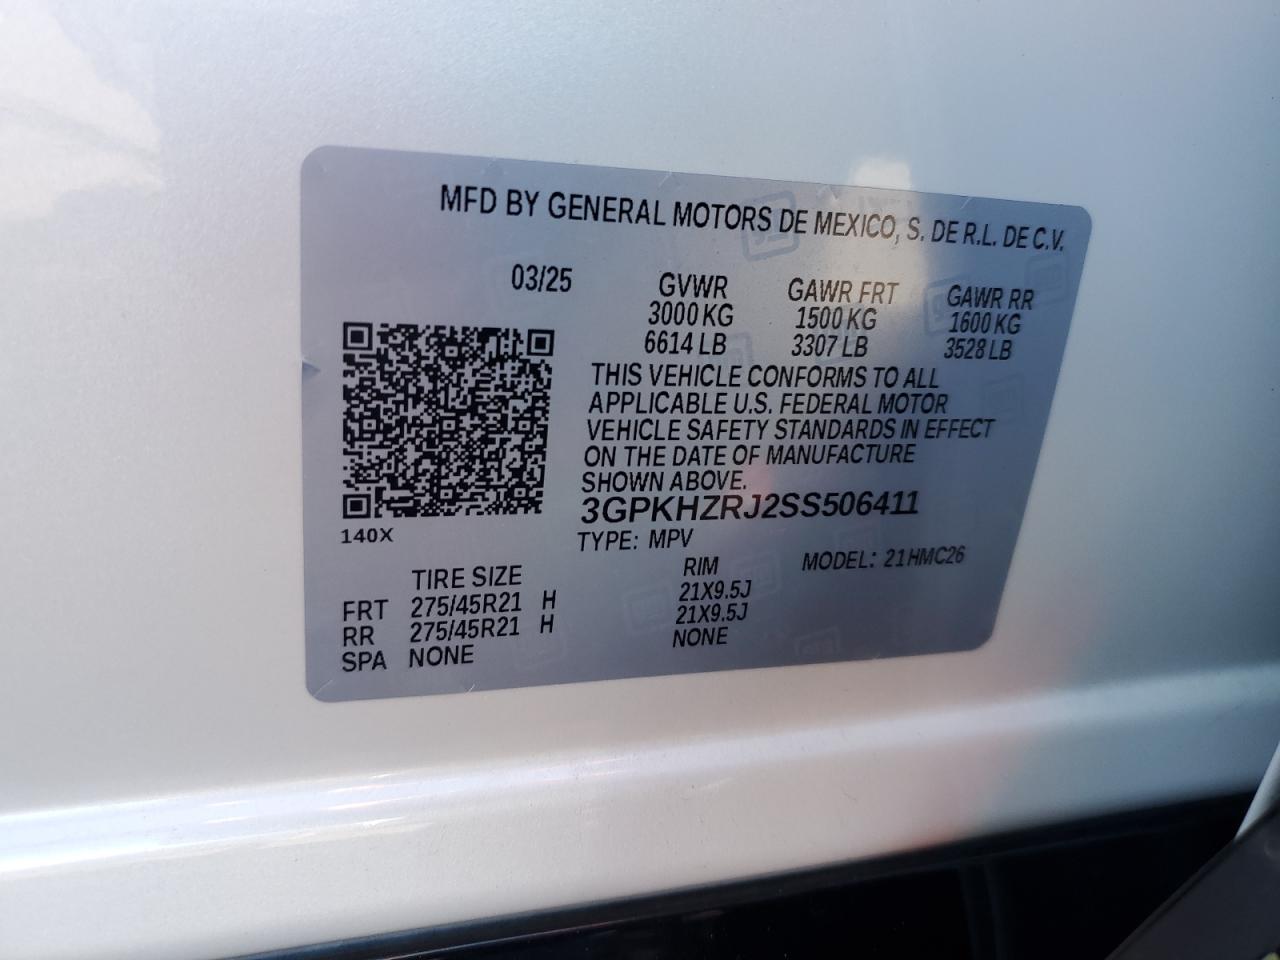 MFD BY GENERAL MOTORS DE MEXICO, S. DE R.L. DE C.V.
03/25 GVWR GAWR FRT GAWR RR
3000 KG 1500 KG 1600 KG
6614 LB 3307 LB 3528 LB
THIS VEHICLE CONFORMS TO ALL
APPLICABLE U.S. FEDERAL MOTOR
VEHICLE SAFETY STANDARDS IN EFFECT
ON THE DATE OF MANUFACTURE
SHOWN ABOVE.
3GPKHZRJ2SS506411
140X
TYPE: MPV MODEL: 21HMC26
TIRE SIZE RIM
FRT 275/45R21 H 21X9.5J
RR 275/45R21 H 21X9.5J
SPA NONE NONE